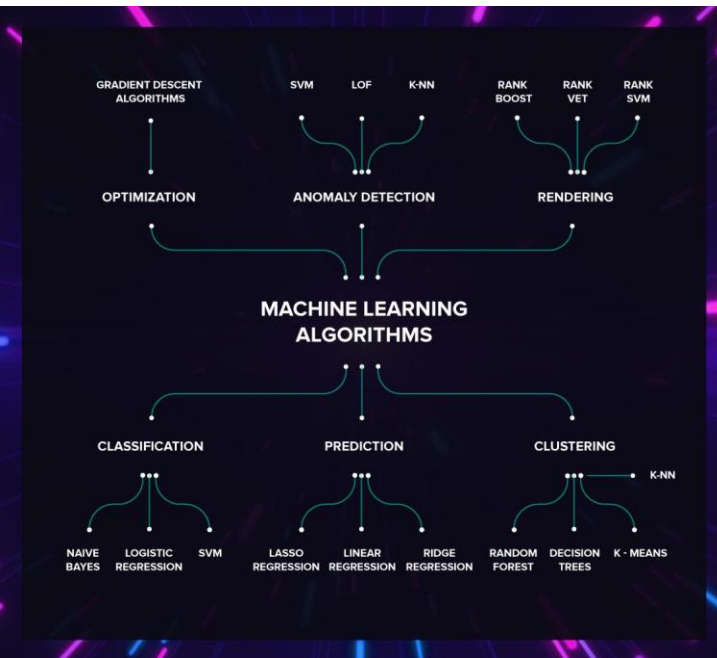 GRADIENT DESCENT
ALGORITHMS
SVM
LOF
K-NN
RANK
BOOST
RANK
VET
RANK
SVM
OPTIMIZATION
ANOMALY DETECTION
RENDERING
MACHINE LEARNING
ALGORITHMS
CLASSIFICATION
PREDICTION
CLUSTERING
K-NN
NAIVE
BAYES
LOGISTIC
REGRESSION
SVM
LASSO
REGRESSION
LINEAR
REGRESSION
RIDGE
REGRESSION
RANDOM
FOREST
DECISION
TREES
K - MEANS